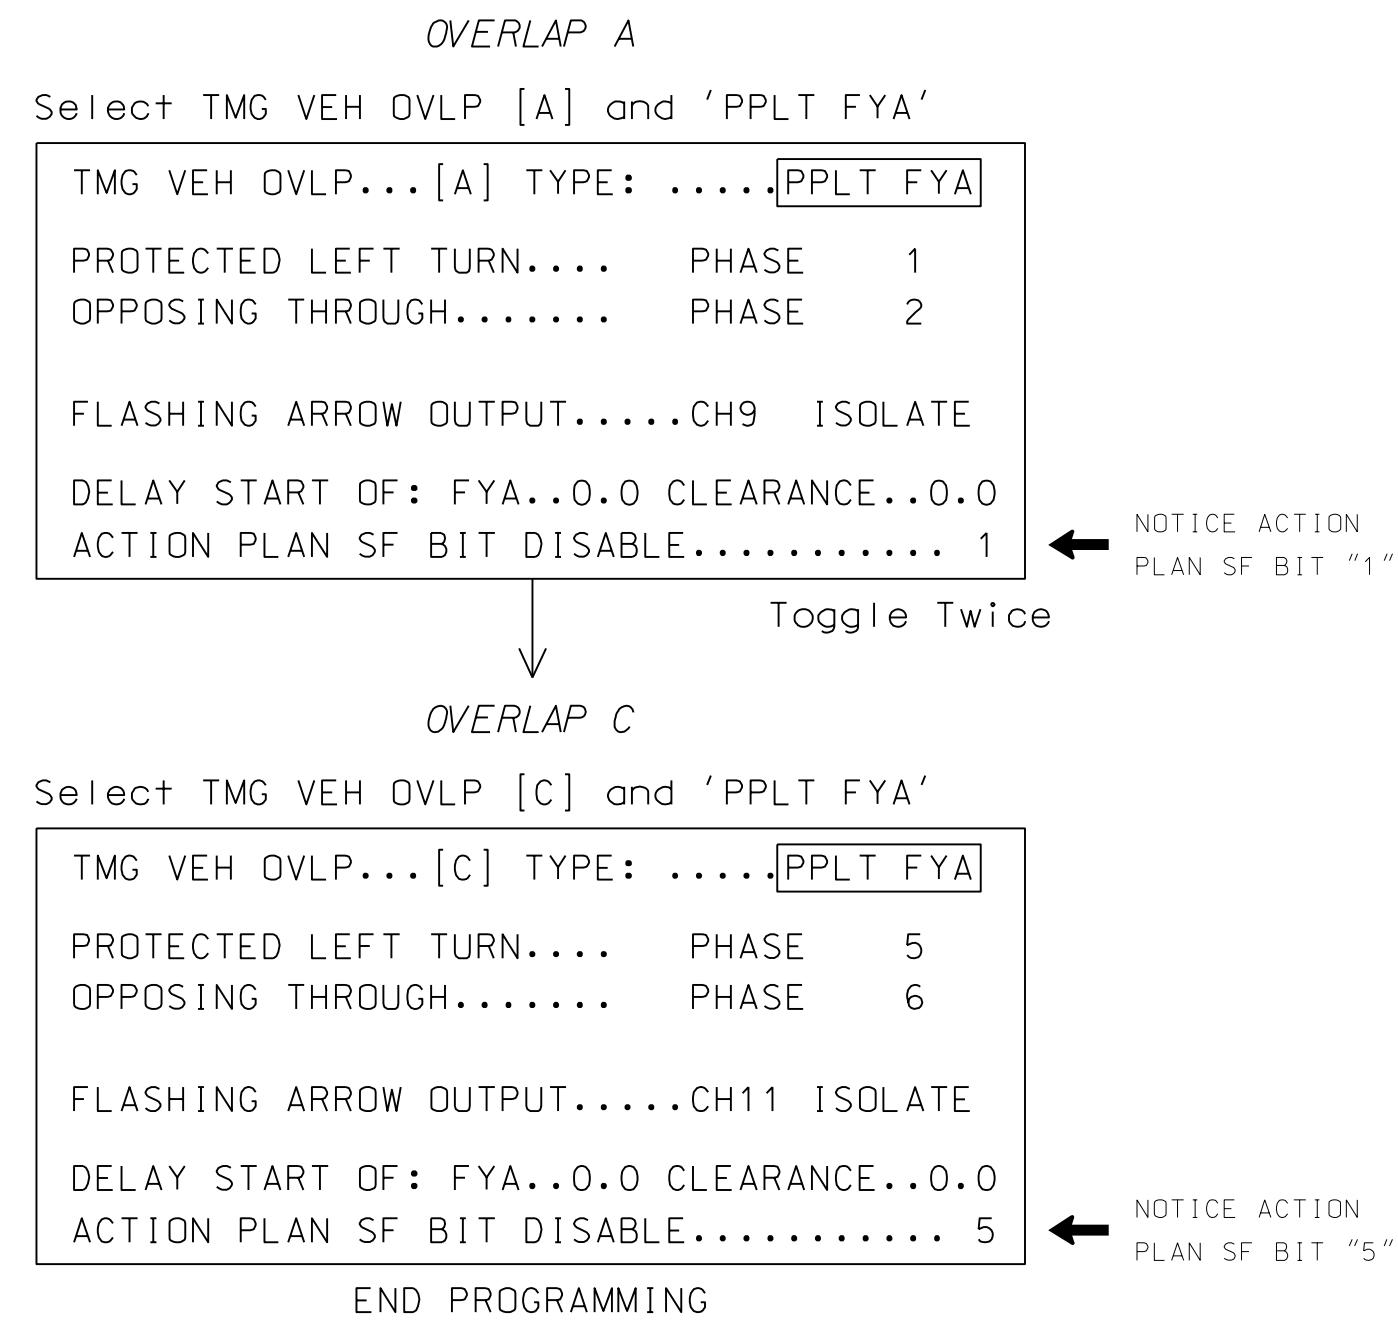 OVERLAP A
Select TMG VEH OVLP [A] and 'PPLT FYA'
TMG VEH OVLP...[A] TYPE: .....PPLT FYA
PROTECTED LEFT TURN.... PHASE 1
OPPOSING THROUGH....... PHASE 2
FLASHING ARROW OUTPUT.....CH9 ISOLATE
DELAY START OF: FYA..0.0 CLEARANCE..0.0
ACTION PLAN SF BIT DISABLE........... 1
NOTICE ACTION
PLAN SF BIT "1"
Toggle Twice
OVERLAP C
Select TMG VEH OVLP [C] and 'PPLT FYA'
TMG VEH OVLP...[C] TYPE: .....PPLT FYA
PROTECTED LEFT TURN.... PHASE 5
OPPOSING THROUGH....... PHASE 6
FLASHING ARROW OUTPUT.....CH11 ISOLATE
DELAY START OF: FYA..0.0 CLEARANCE..0.0
ACTION PLAN SF BIT DISABLE........... 5
NOTICE ACTION
PLAN SF BIT "5"
END PROGRAMMING